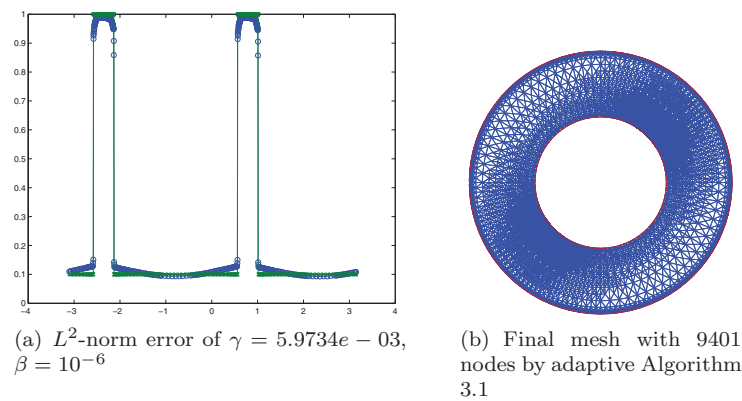 1
0.9
0.8
0.7
0.6
0.5
0.4
0.3
0.2
0.1
0
−4 −3 −2 −1 0 1 2 3 4
(a) L²-norm error of γ = 5.9734e − 03,
β = 10⁻⁶
(b) Final mesh with 9401
nodes by adaptive Algorithm
3.1